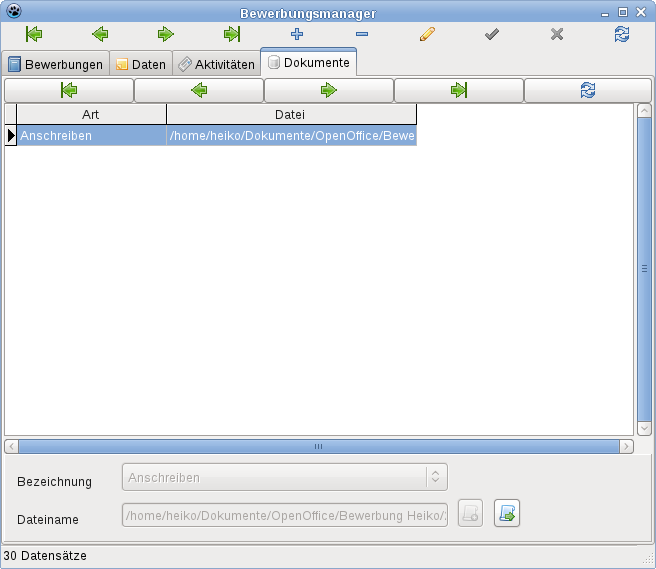 Bewerbungsmanager
Bewerbungen Daten Aktivitäten Dokumente
Art Datei
Anschreiben /home/heiko/Dokumente/OpenOffice/Bewe
Bezeichnung Anschreiben
Dateiname /home/heiko/Dokumente/OpenOffice/Bewerbung Heiko/
30 Datensätze